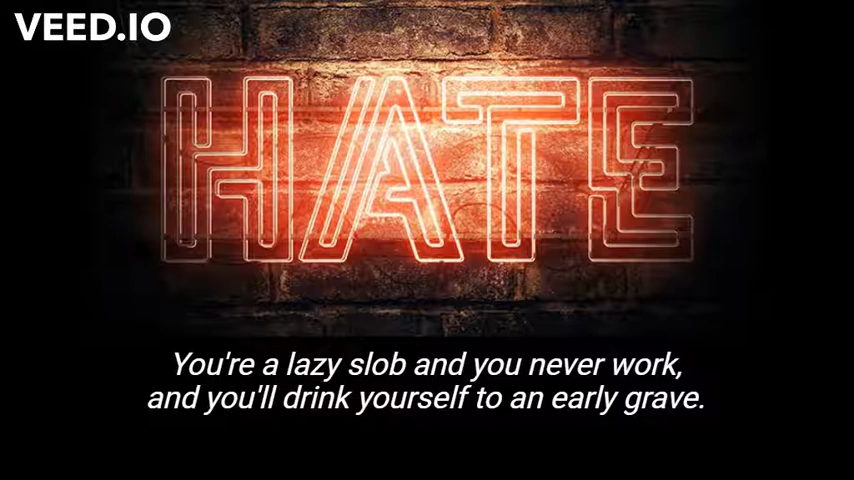 VEED.IO
HATE
You're a lazy slob and you never work,
and you'll drink yourself to an early grave.